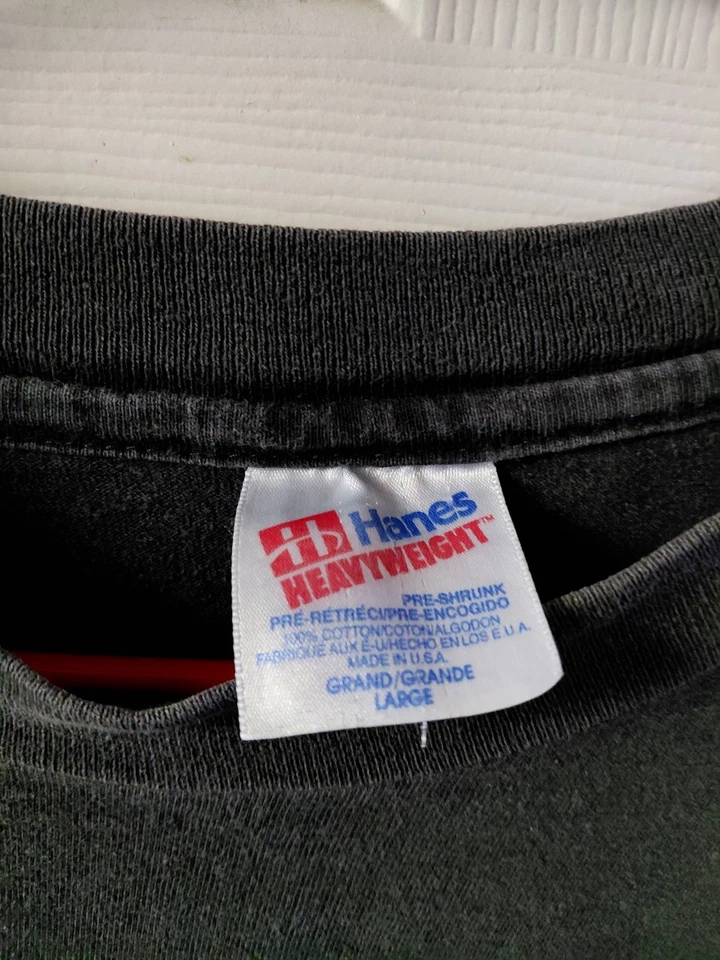 Hanes
HEAVYWEIGHT™
PRE-SHRUNK
PRÉ-RÉTRÉCI/PRE-ENCOGIDO
100% COTTON/COTON/ALGODON
FABRIQUÉ AUX É-U/HECHO EN LOS E U A.
MADE IN U.S.A.
GRAND/GRANDE
LARGE